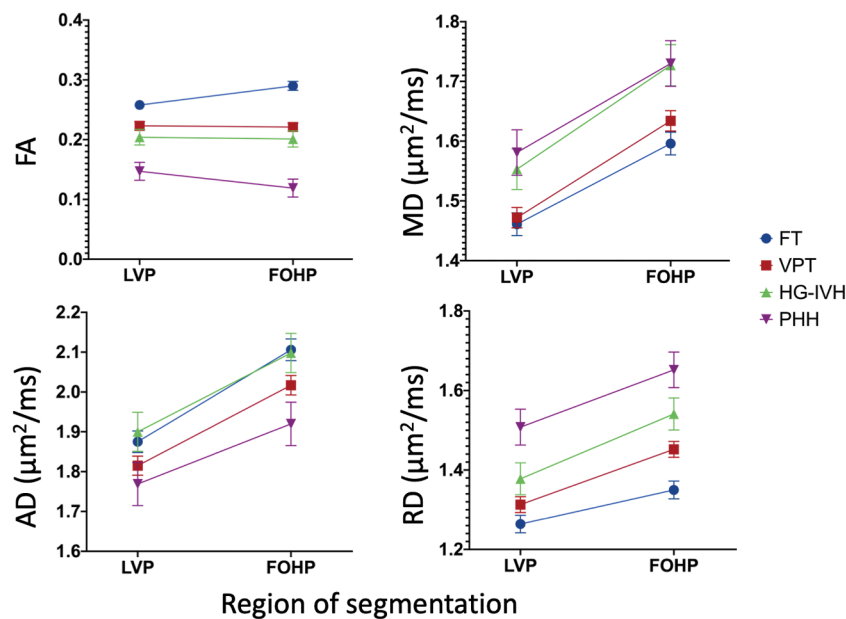 FA
0.4
0.3
0.2
0.1
0.0
LVP FOHP
MD (μm²/ms)
1.8
1.7
1.6
1.5
1.4
LVP FOHP
FT
VPT
HG-IVH
PHH
AD (μm²/ms)
2.2
2.1
2.0
1.9
1.8
1.7
1.6
LVP FOHP
RD (μm²/ms)
1.8
1.6
1.4
1.2
LVP FOHP
Region of segmentation